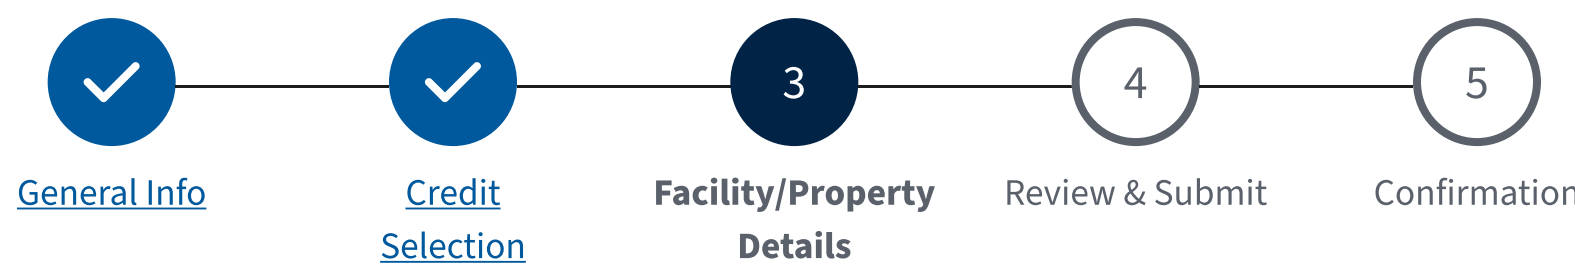 3
4
5
General Info
Credit
Selection
Facility/Property
Details
Review & Submit
Confirmation